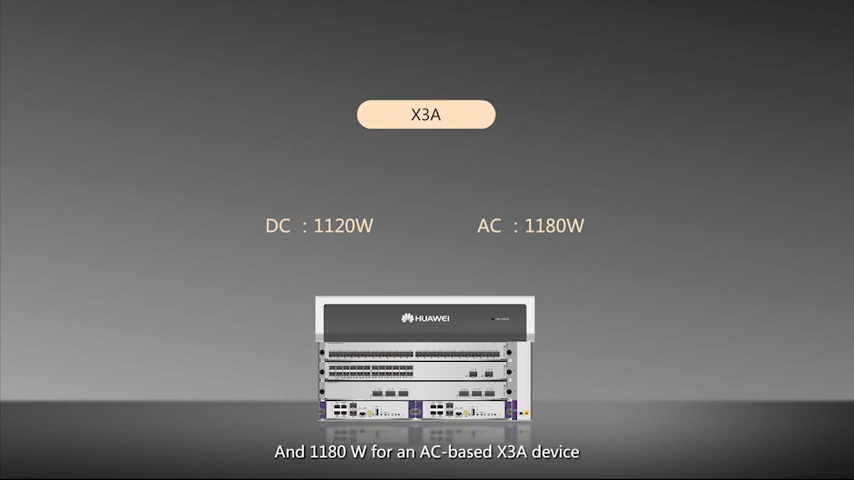 X3A
DC : 1120W
AC : 1180W
HUAWEI
And 1180 W for an AC-based X3A device